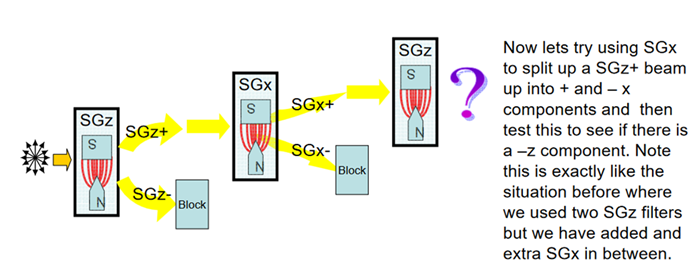 SGz
S
N
SGz+
SGz-
Block
SGx
S
N
SGx+
SGx-
Block
SGz
S
N
?
Now lets try using SGx
to split up a SGz+ beam
up into + and – x
components and then
test this to see if there is
a –z component. Note
this is exactly like the
situation before where
we used two SGz filters
but we have added and
extra SGx in between.